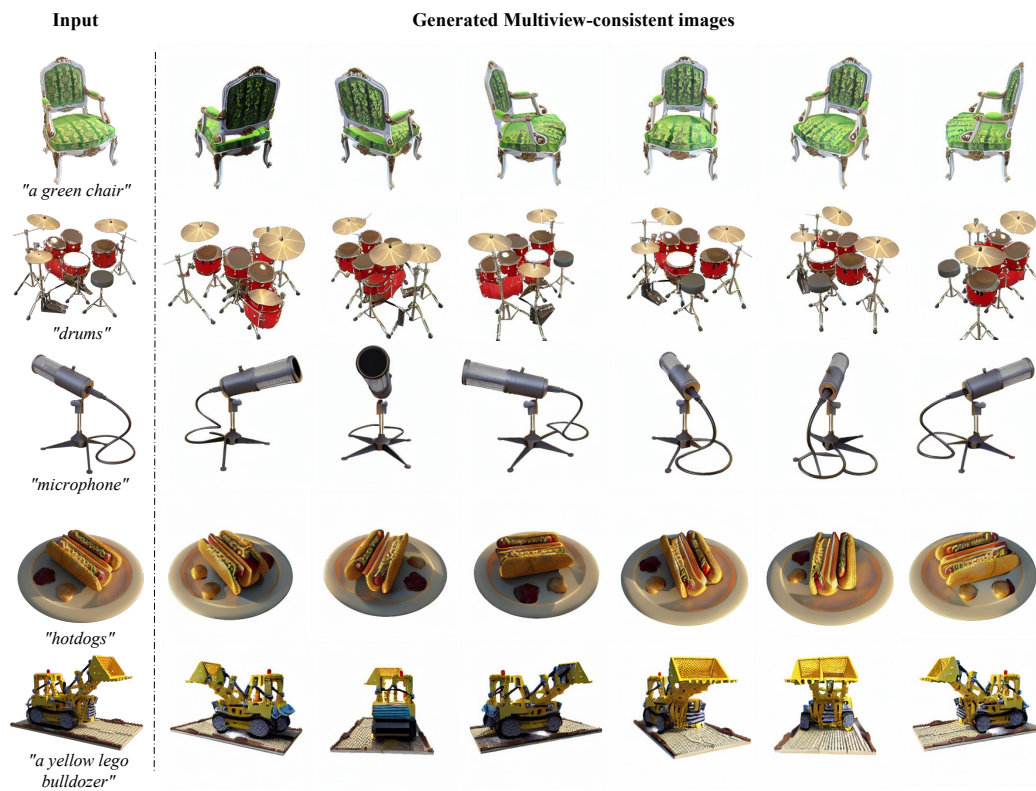 Input
Generated Multiview-consistent images
"a green chair"
"drums"
"microphone"
"hotdogs"
"a yellow lego
bulldozer"